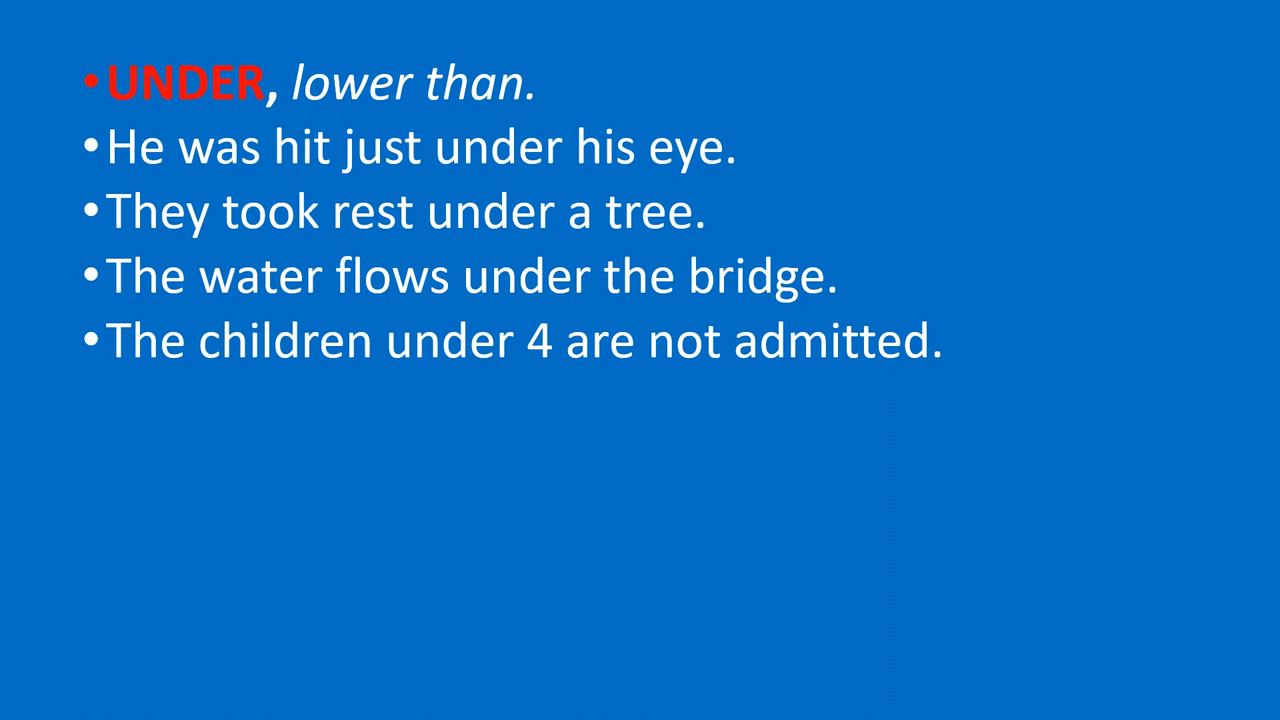 •UNDER, lower than.
•He was hit just under his eye.
•They took rest under a tree.
•The water flows under the bridge.
•The children under 4 are not admitted.